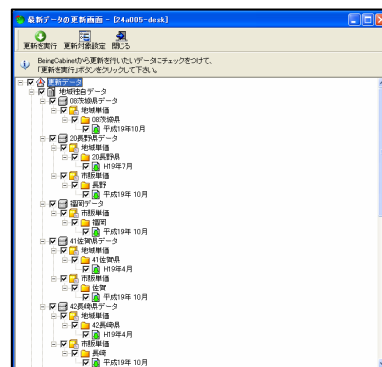 最新データの更新画面 - [24a005-desk]
更新を実行 更新対象設定 閉じる
BeingCabinetから更新を行いたいデータにチェックをつけて、
「更新を実行」ボタンをクリックして下さい。
最新データ
地域独自データ
08茨城県データ
地域単価
08茨城県
平成19年10月
20長野県データ
地域単価
20長野県
H19年7月
市販単価
長野
平成19年 10月
福岡データ
市販単価
福岡
平成19年 10月
41佐賀県データ
地域単価
41佐賀県
H19年4月
市販単価
佐賀
平成19年 10月
42長崎県データ
地域単価
42長崎県
H19年4月
市販単価
長崎
平成19年 10月